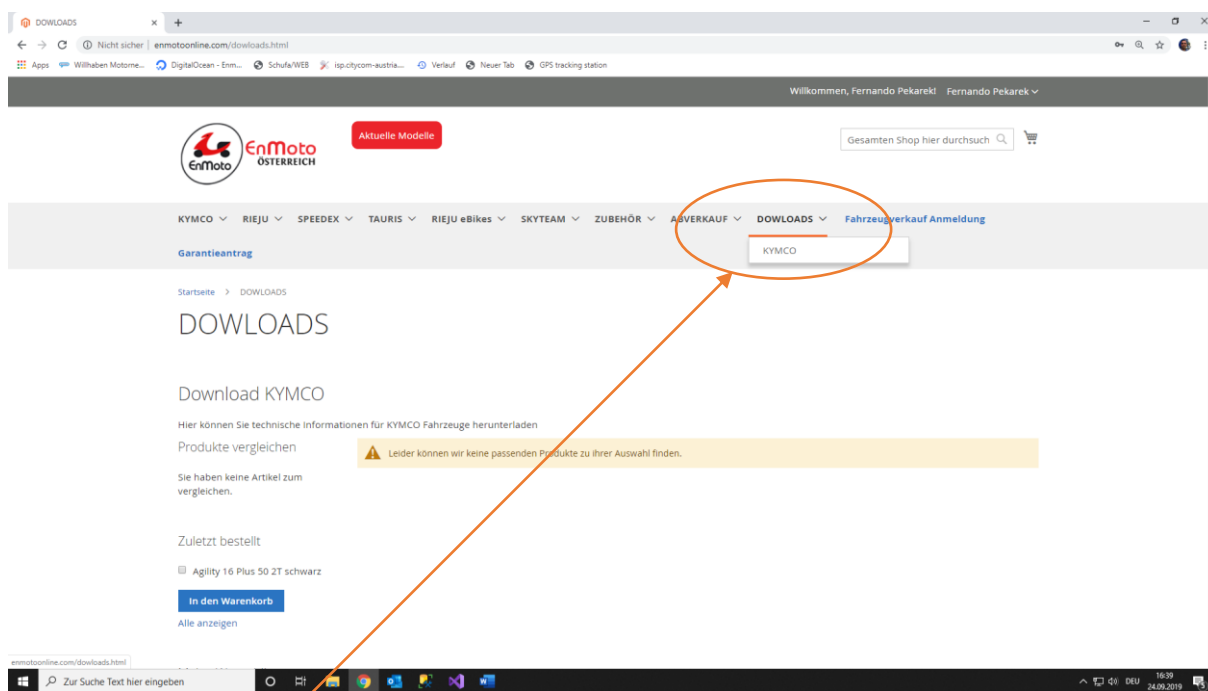 DOWLOADS
Nicht sicher | enmotoonline.com/dowloads.html
Apps Willhaben Motorne... DigitalOcean - Enm... Schufa/WEB isp.citycom-austria... Verlauf Neuer Tab GPS tracking station
Willkommen, Fernando Pekarek! Fernando Pekarek
EnMoto EnMoto ÖSTERREICH
Aktuelle Modelle
Gesamten Shop hier durchsuch
KYMCO RIEJU SPEEDEX TAURIS RIEJU eBikes SKYTEAM ZUBEHÖR ABVERKAUF DOWLOADS Fahrzeugverkauf Anmeldung
Garantieantrag
KYMCO
Startseite > DOWLOADS
DOWLOADS
Download KYMCO
Hier können Sie technische Informationen für KYMCO Fahrzeuge herunterladen
Produkte vergleichen
Leider können wir keine passenden Produkte zu ihrer Auswahl finden.
Sie haben keine Artikel zum
vergleichen.
Zuletzt bestellt
Agility 16 Plus 50 2T schwarz
In den Warenkorb
Alle anzeigen
enmotoonline.com/dowloads.html
Zur Suche Text hier eingeben
DEU
16:39
24.09.2019